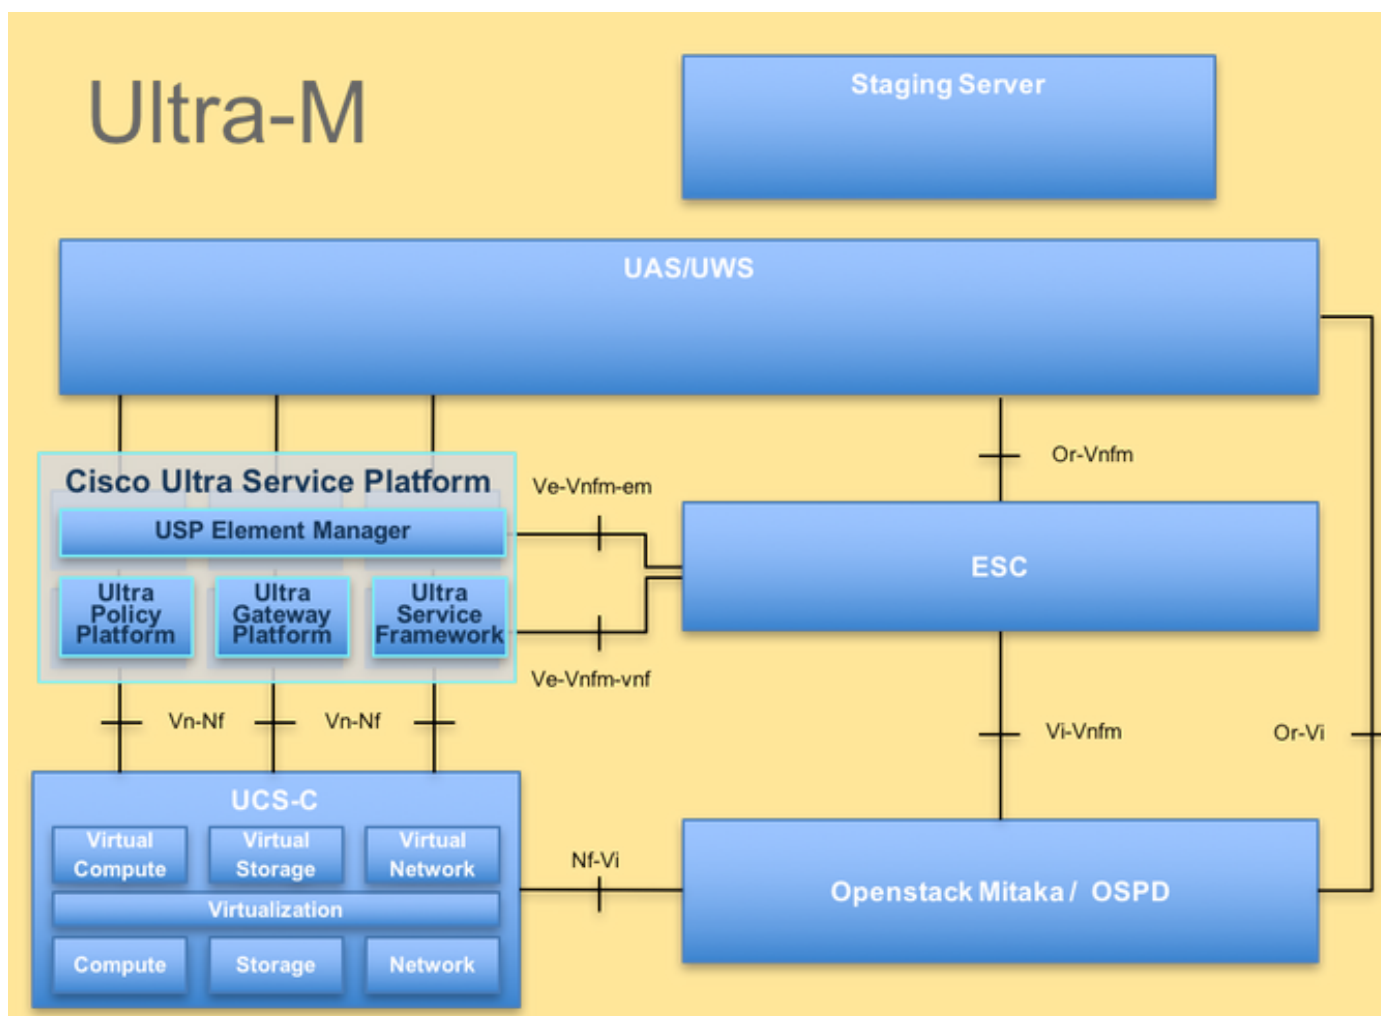 Ultra-M
Staging Server
UAS/UWS
Or-Vnfm
Cisco Ultra Service Platform
Ve-Vnfm-em
USP Element Manager
ESC
Ultra
Policy
Platform
Ultra
Gateway
Platform
Ultra
Service
Framework
Ve-Vnfm-vnf
Vn-Nf
Vn-Nf
Vi-Vnfm
Or-Vi
UCS-C
Virtual
Compute
Virtual
Storage
Virtual
Network
Nf-Vi
Openstack Mitaka / OSPD
Virtualization
Compute
Storage
Network